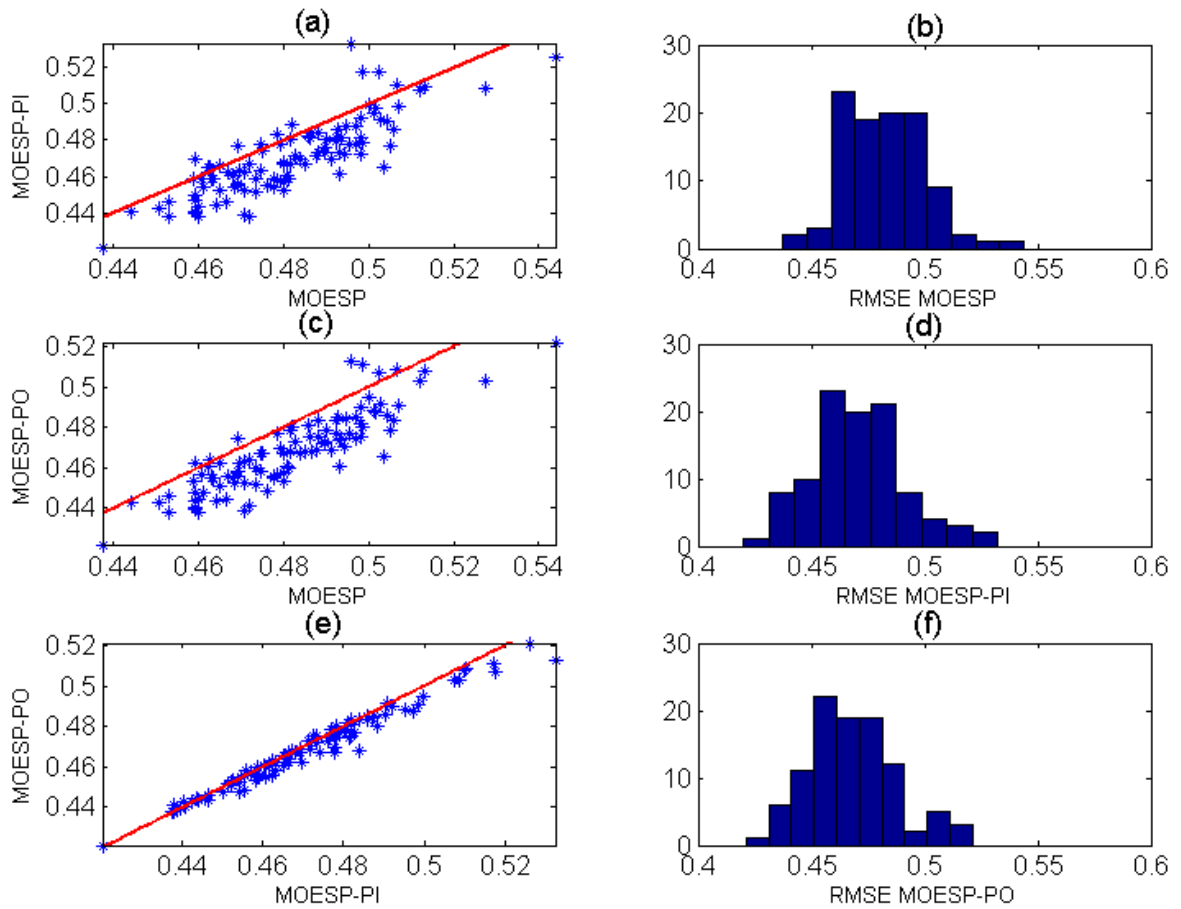 (a)
MOESP-PI
0.52
0.5
0.48
0.46
0.44
0.44 0.46 0.48 0.5 0.52 0.54
MOESP
(b)
30
20
10
0
0.4 0.45 0.5 0.55 0.6
RMSE MOESP
(c)
MOESP-PO
0.52
0.5
0.48
0.46
0.44
0.44 0.46 0.48 0.5 0.52 0.54
MOESP
(d)
30
20
10
0
0.4 0.45 0.5 0.55 0.6
RMSE MOESP-PI
(e)
MOESP-PO
0.52
0.5
0.48
0.46
0.44
0.44 0.46 0.48 0.5 0.52
MOESP-PI
(f)
30
20
10
0
0.4 0.45 0.5 0.55 0.6
RMSE MOESP-PO